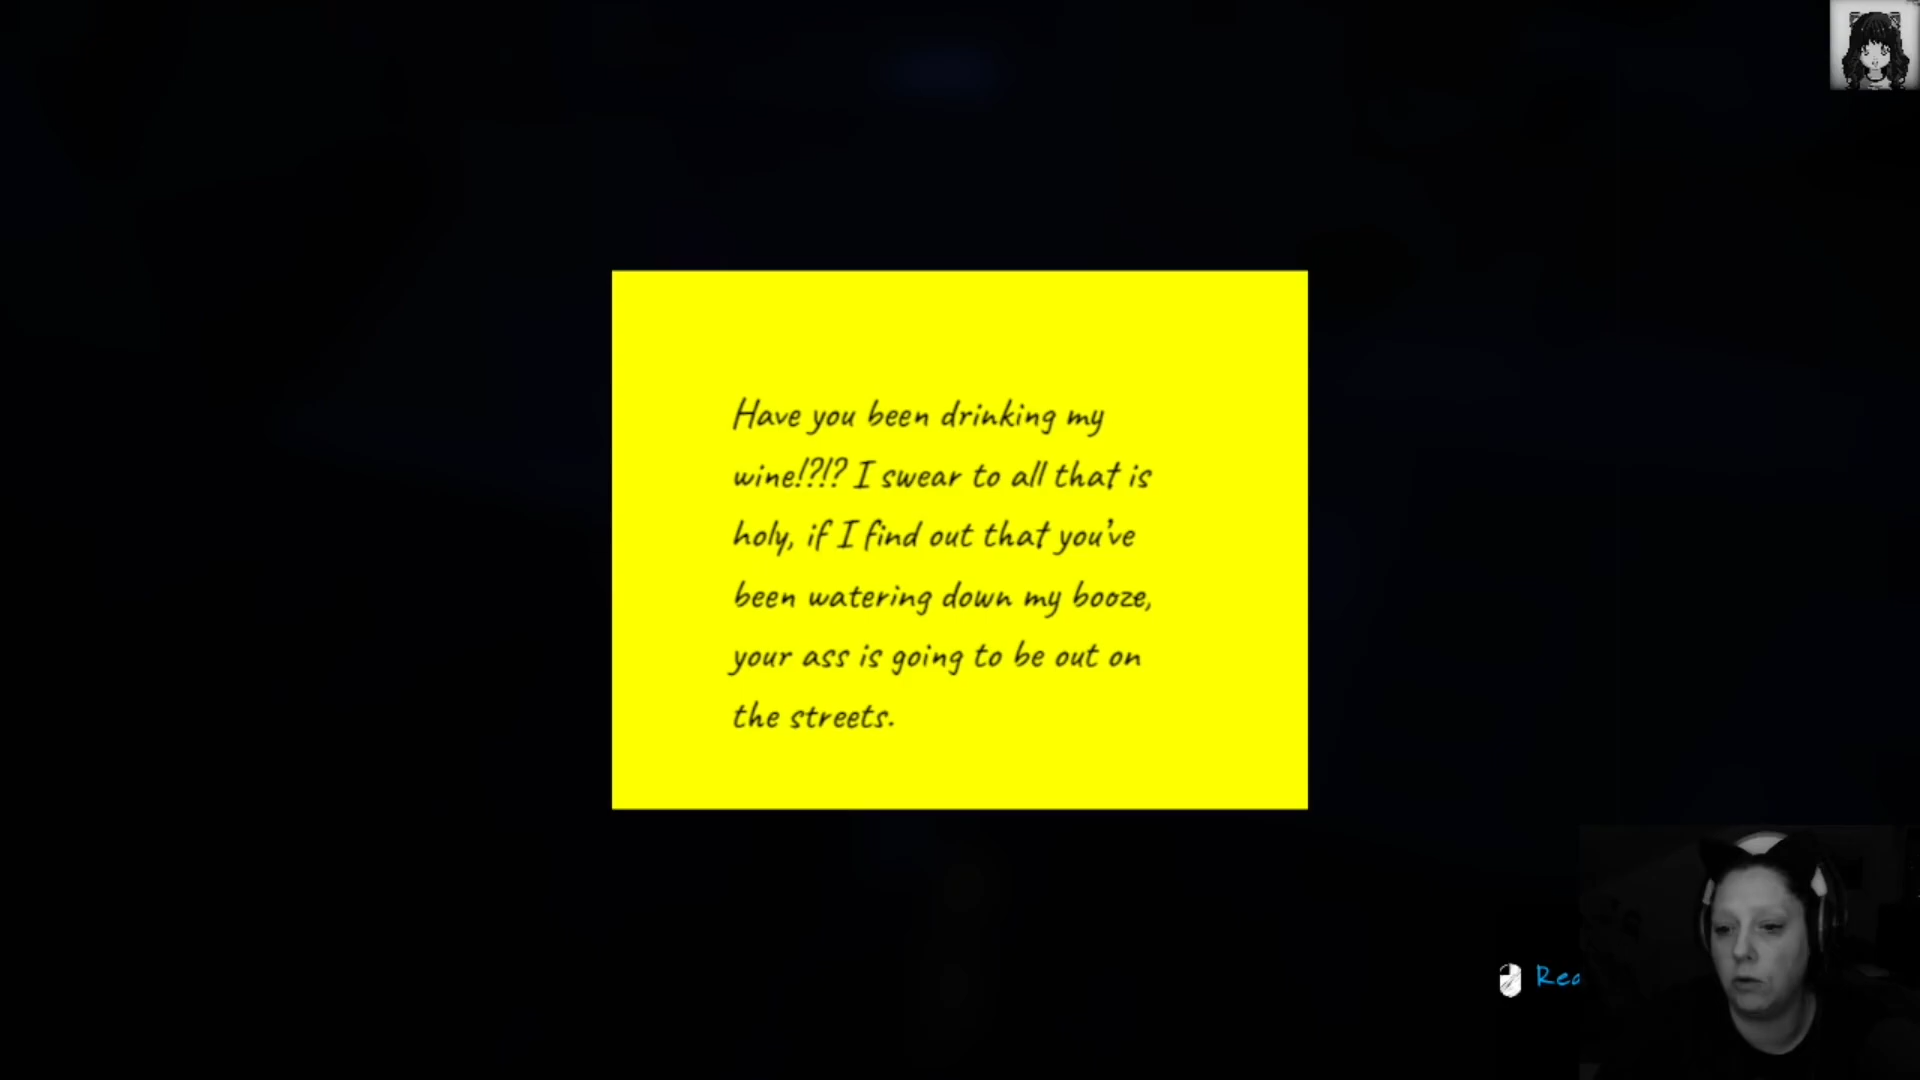 Have you been drinking my
wine!?!? I swear to all that is
holy, if I find out that you've
been watering down my booze,
your ass is going to be out on
the streets.